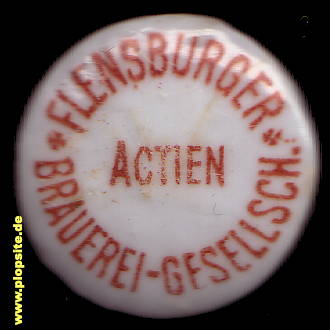 * FLENSBURGER *
ACTIEN
BRAUEREI-GESELLSCH.
www.plopsite.de